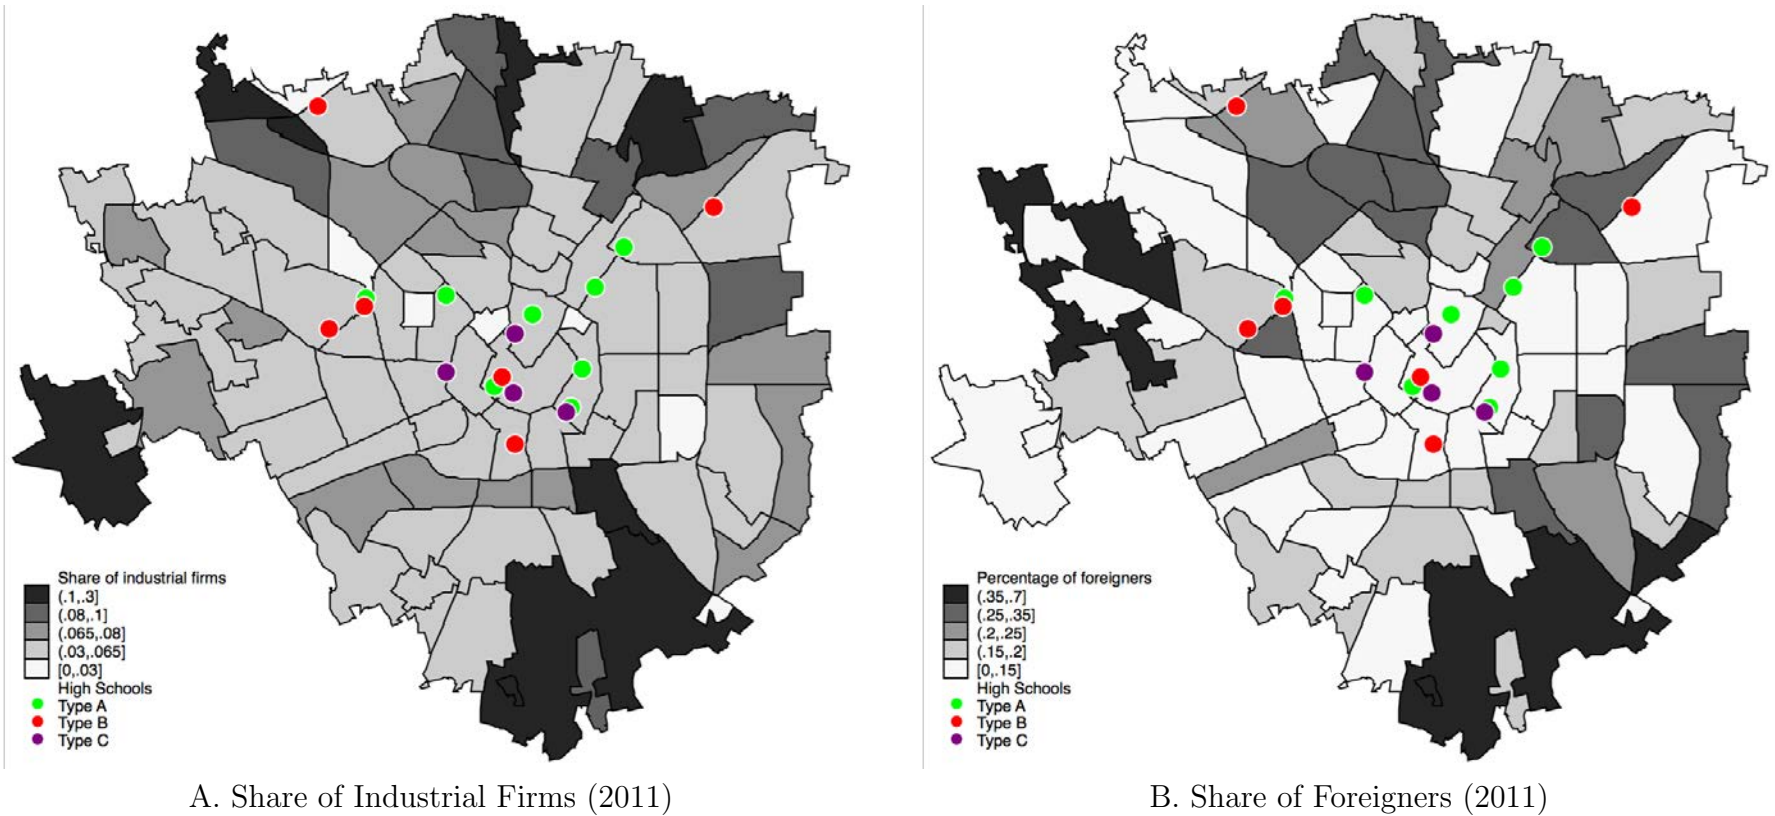 Share of industrial firms
(.1,.3]
(.08,.1]
(.065,.08]
(.03,.065]
[0,.03]
High Schools
Type A
Type B
Type C
Percentage of foreigners
(.35,.7]
(.25,.35]
(.2,.25]
(.15,.2]
[0,.15]
High Schools
Type A
Type B
Type C
A. Share of Industrial Firms (2011)
B. Share of Foreigners (2011)